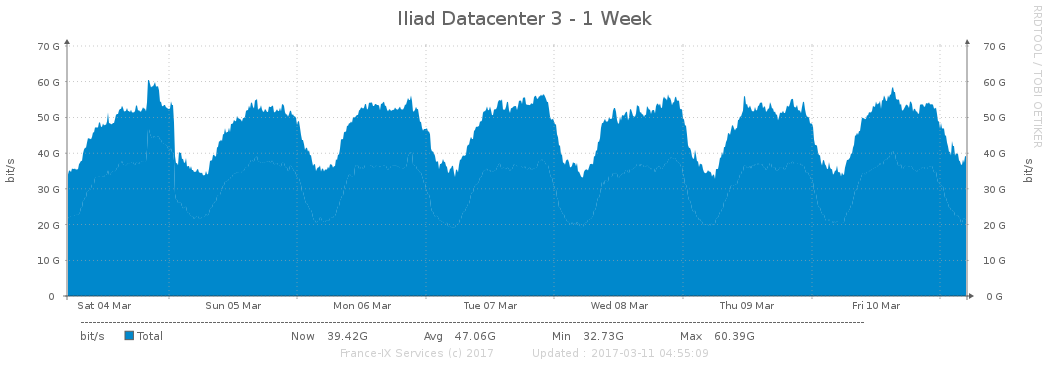 Iliad Datacenter 3 - 1 Week
RRDTOOL / TOBI OETIKER
70 G 70 G
60 G 60 G
50 G 50 G
40 G 40 G
30 G 30 G
20 G 20 G
10 G 10 G
0 0 G
bit/s bit/s
Sat 04 Mar Sun 05 Mar Mon 06 Mar Tue 07 Mar Wed 08 Mar Thu 09 Mar Fri 10 Mar
bit/s Total Now 39.42G Avg 47.06G Min 32.73G Max 60.39G
France-IX Services (c) 2017 Updated : 2017-03-11 04:55:09